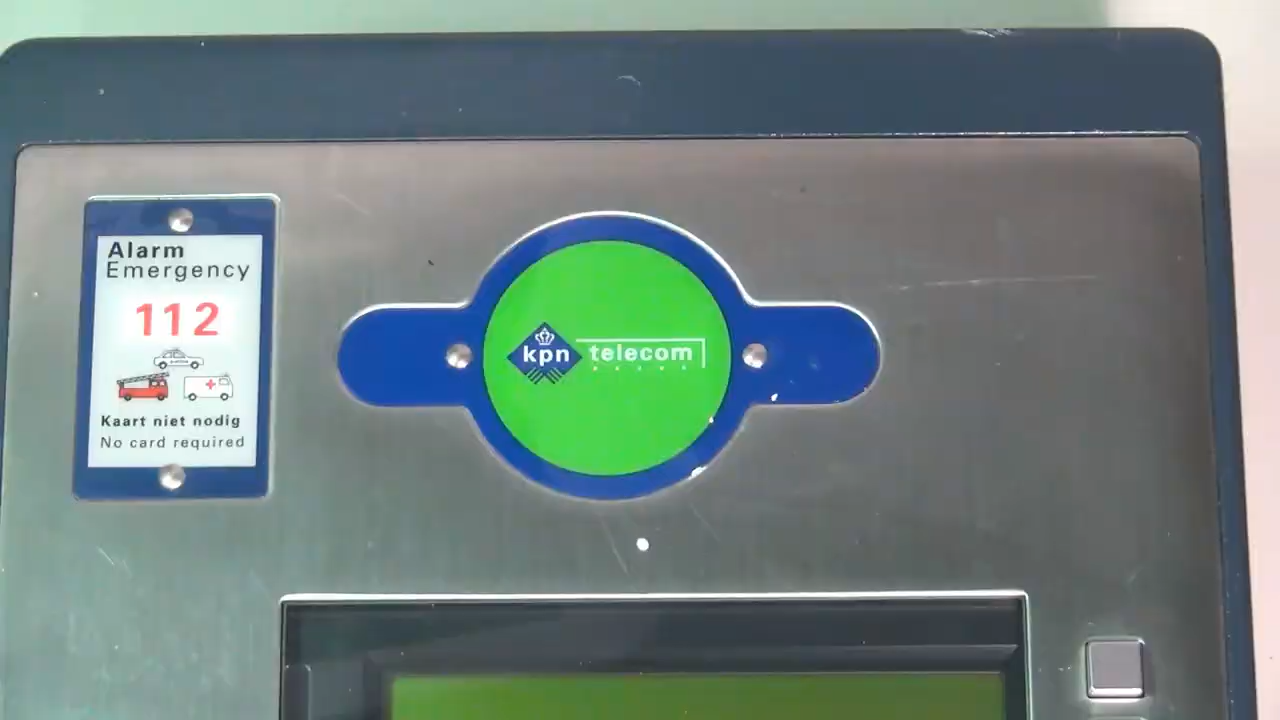 Alarm
Emergency
112
Kaart niet nodig
No card required
kpn telecom